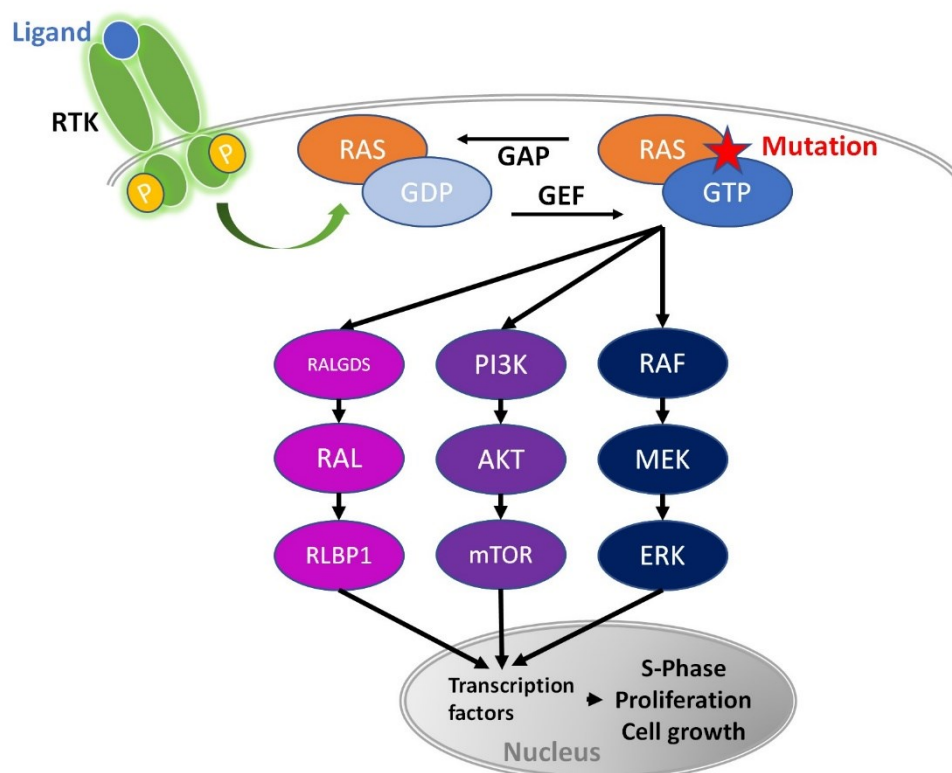 Ligand
RTK
P
P
RAS
GDP
GAP
GEF
RAS
GTP
Mutation
RALGDS
PI3K
RAF
RAL
AKT
MEK
RLBP1
mTOR
ERK
Transcription
factors
S-Phase
Proliferation
Cell growth
Nucleus